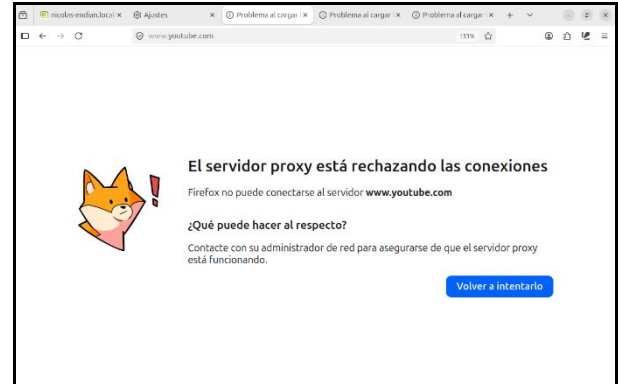 nicolas-endian.local
Ajustes
Problema al cargar
Problema al cargar
Problema al cargar
www.youtube.com
131%
El servidor proxy está rechazando las conexiones
Firefox no puede conectarse al servidor www.youtube.com
¿Qué puede hacer al respecto?
Contacte con su administrador de red para asegurarse de que el servidor proxy
está funcionando.
Volver a intentarlo